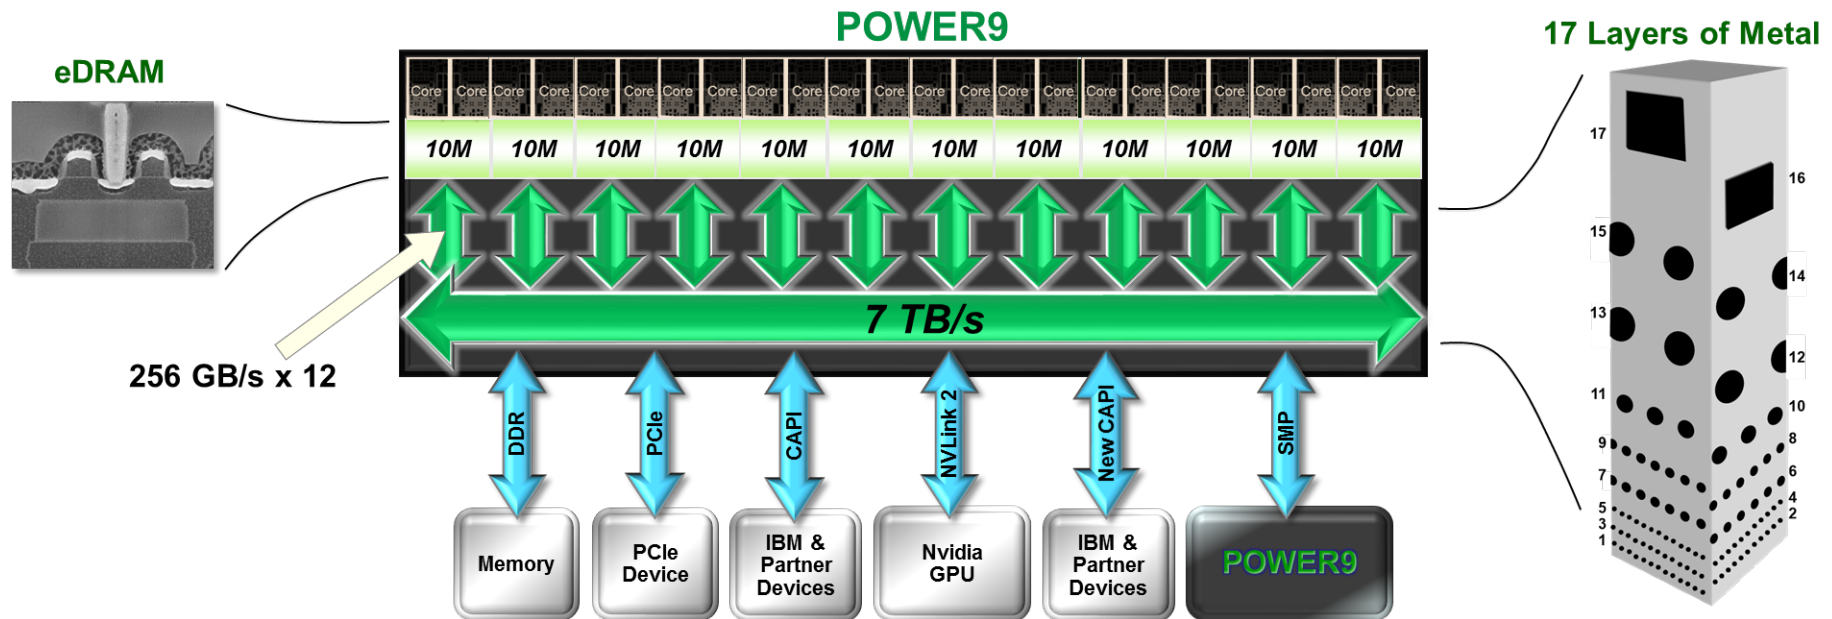 POWER9
17 Layers of Metal
eDRAM
Core Core Core Core Core Core Core Core Core Core Core Core Core Core Core Core Core Core Core Core Core Core Core Core
10M 10M 10M 10M 10M 10M 10M 10M 10M 10M 10M 10M
7 TB/s
256 GB/s x 12
DDR
PCIe
CAPI
NVLink 2
New CAPI
SMP
Memory
PCIe
Device
IBM &
Partner
Devices
Nvidia
GPU
IBM &
Partner
Devices
POWER9
17
16
15
14
13
12
11
10
9
8
7
6
5
4
3
2
1